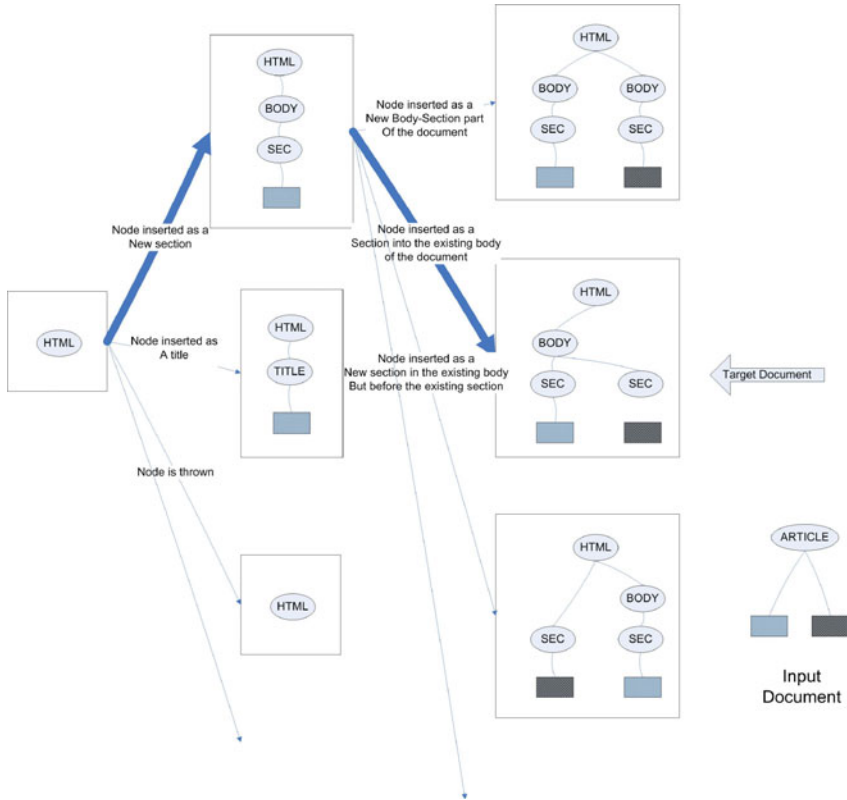 HTML
BODY
SEC
Node inserted as a
New section
HTML
Node inserted as
A title
HTML
TITLE
Node is thrown
HTML
Node inserted as a
New Body-Section part
Of the document
HTML
BODY BODY
SEC SEC
Node inserted as a
Section into the existing body
of the document
Node inserted as a
New section in the existing body
But before the existing section
HTML
BODY
SEC SEC
Target Document
HTML
BODY
SEC SEC
ARTICLE
Input
Document